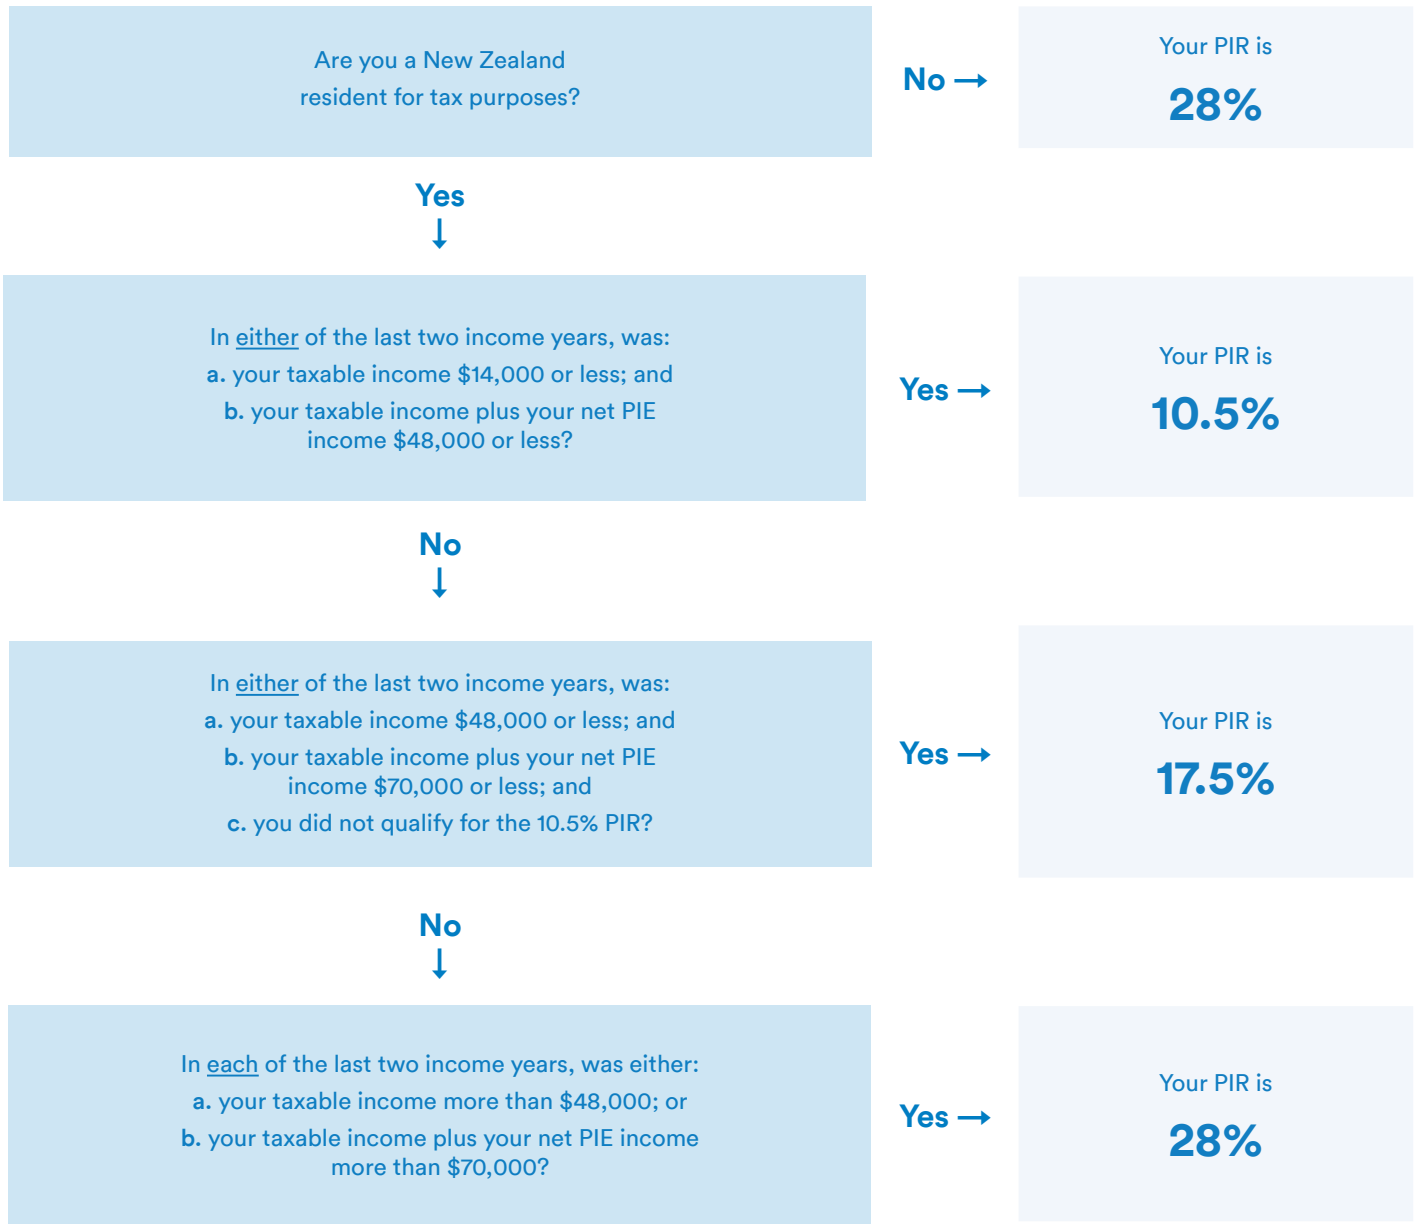 Are you a New Zealand
resident for tax purposes?
No →
Your PIR is
28%
Yes
↓
In either of the last two income years, was:
a. your taxable income $14,000 or less; and
b. your taxable income plus your net PIE
income $48,000 or less?
Yes →
Your PIR is
10.5%
No
↓
In either of the last two income years, was:
a. your taxable income $48,000 or less; and
b. your taxable income plus your net PIE
income $70,000 or less; and
c. you did not qualify for the 10.5% PIR?
Yes →
Your PIR is
17.5%
No
↓
In each of the last two income years, was either:
a. your taxable income more than $48,000; or
b. your taxable income plus your net PIE income
more than $70,000?
Yes →
Your PIR is
28%